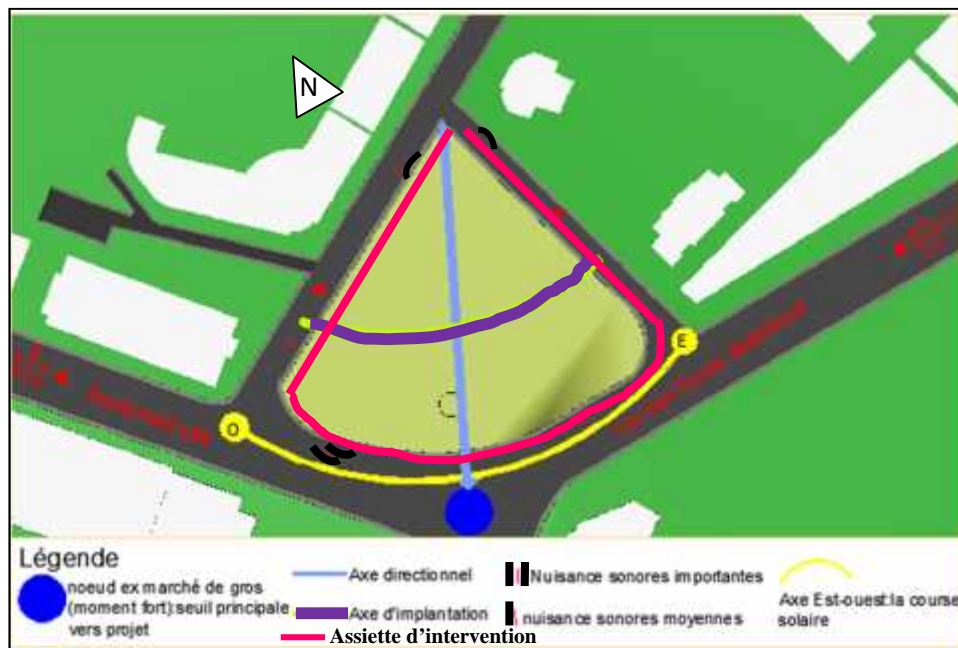 N
O
E
Légende
noeud ex marché de gros
(moment fort):seuil principale
vers projet
Axe directionnel
Axe d'implantation
Assiette d'intervention
Nuisance sonores importantes
nuisance sonores moyennes
Axe Est-ouest:la course
solaire